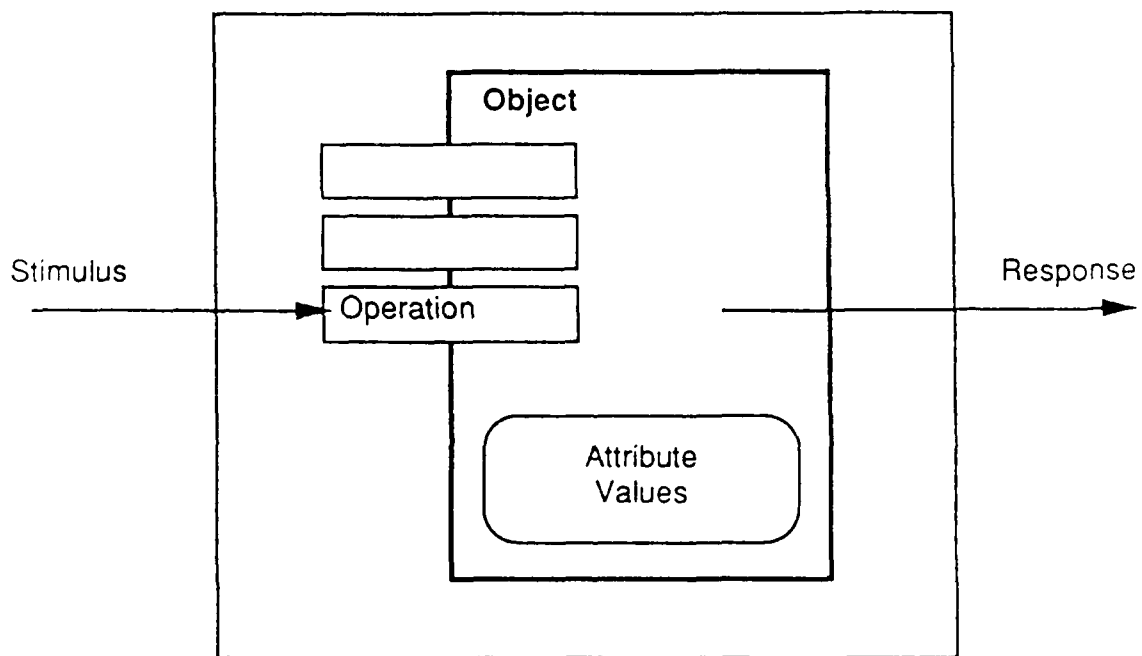 Object
Stimulus
Response
Operation
Attribute
Values